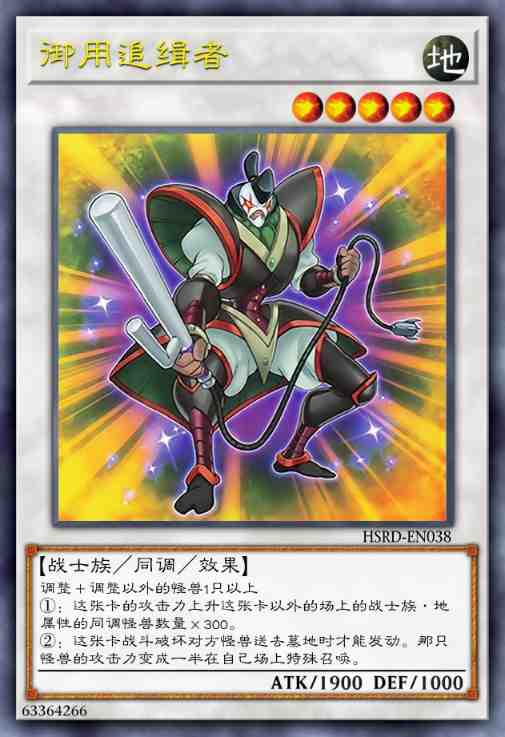 御用追缉者
地
HSRD-EN038
【战士族／同调／效果】
调整＋调整以外的怪兽1只以上
①：这张卡的攻击力上升这张卡以外的场上的战士族·地
属性的同调怪兽数量×300。
②：这张卡战斗破坏对方怪兽送去墓地时才能发动。那只
怪兽的攻击力变成一半在自己场上特殊召唤。
ATK/1900 DEF/1000
63364266